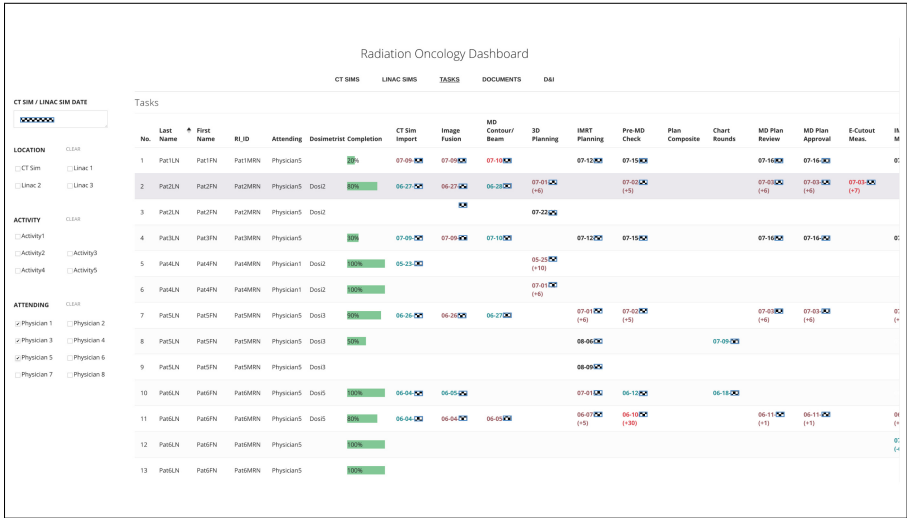 Radiation Oncology Dashboard
CT SIMS LINAC SIMS TASKS DOCUMENTS D&I
CT SIM / LINAC SIM DATE
LOCATION CLEAR
CT Sim Linac 1
Linac 2 Linac 3
ACTIVITY CLEAR
Activity1
Activity2 Activity3
Activity4 Activity5
ATTENDING CLEAR
Physician 1 Physician 2
Physician 3 Physician 4
Physician 5 Physician 6
Physician 7 Physician 8
Tasks
No. Last Name First Name RI_ID Attending Dosimetrist Completion CT Sim Import Image Fusion MD Contour/ Beam 3D Planning IMRT Planning Pre-MD Check Plan Composite Chart Rounds MD Plan Review MD Plan Approval E-Cutout Meas.
1 Pat1LN Pat1FN Pat1MRN Physician5 20% 07-09- 07-09- 07-10- 07-12- 07-15- 07-16- 07-16-
2 Pat2LN Pat2FN Pat2MRN Physician5 Dosi2 80% 06-27- 06-27- 06-28- 07-01- (+6) 07-02- (+5) 07-03- (+6) 07-03- (+6) 07-03- (+7)
3 Pat2LN Pat2FN Pat2MRN Physician5 Dosi2 07-22-
4 Pat3LN Pat3FN Pat3MRN Physician5 30% 07-09- 07-09- 07-10- 07-12- 07-15- 07-16- 07-16-
5 Pat4LN Pat4FN Pat4MRN Physician1 Dosi2 100% 05-23- 05-25- (+10)
6 Pat4LN Pat4FN Pat4MRN Physician1 Dosi2 100% 07-01- (+6)
7 Pat5LN Pat5FN Pat5MRN Physician5 Dosi3 90% 06-26- 06-26- 06-27- 07-01- (+6) 07-02- (+5) 07-03- (+6) 07-03- (+6)
8 Pat5LN Pat5FN Pat5MRN Physician5 Dosi3 50% 08-06- 07-09-
9 Pat5LN Pat5FN Pat5MRN Physician5 Dosi3 08-09-
10 Pat6LN Pat6FN Pat6MRN Physician5 Dosi5 100% 06-04- 06-05- 07-01- 06-12- 06-18-
11 Pat6LN Pat6FN Pat6MRN Physician5 Dosi5 80% 06-04- 06-04- 06-05- 06-07- (+5) 06-10- (+30) 06-11- (+1) 06-11- (+1)
12 Pat6LN Pat6FN Pat6MRN Physician5 100%
13 Pat6LN Pat6FN Pat6MRN Physician5 100%